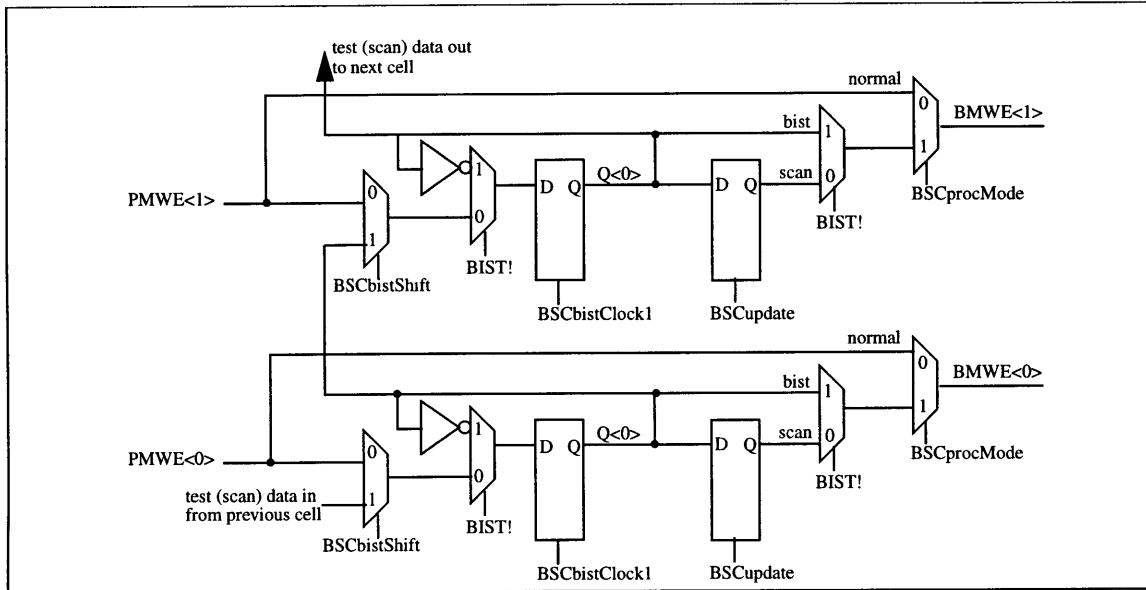 test (scan) data out
to next cell
normal
0
BMWE<1>
bist
1
1
1
Q<0>
D Q
D Q
scan
0
BSCprocMode
PMWE<1>
0
0
1
BIST!
BIST!
BSCbistShift
BSCbistClock1
BSCupdate
normal
0
BMWE<0>
bist
1
1
1
Q<0>
D Q
D Q
scan
0
BSCprocMode
PMWE<0>
0
0
BIST!
test (scan) data in
from previous cell
1
BIST!
BSCbistShift
BSCbistClock1
BSCupdate